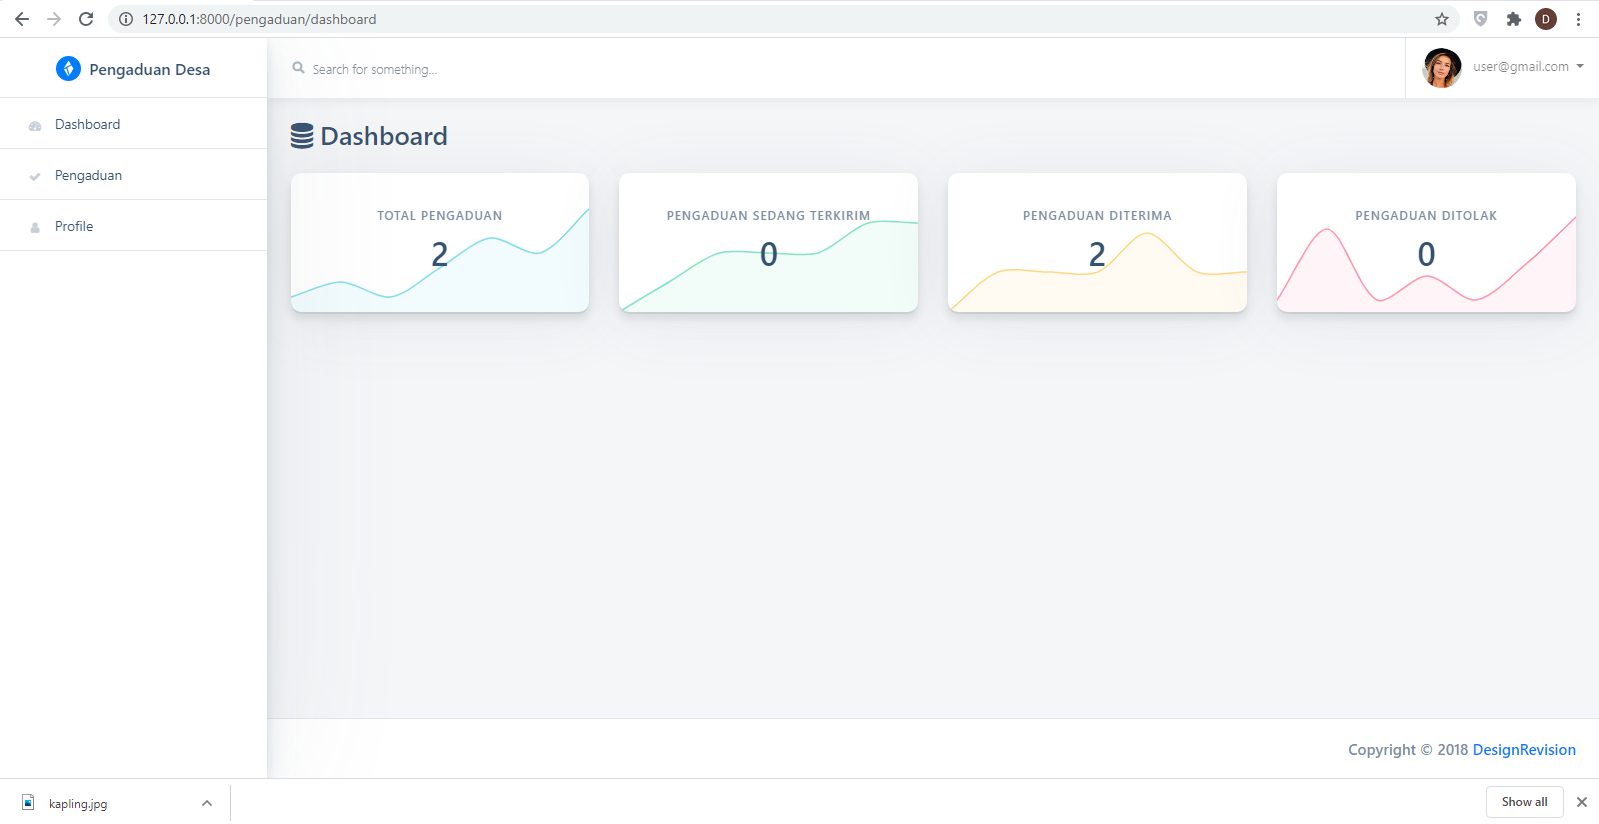 127.0.0.1:8000/pengaduan/dashboard
D
Pengaduan Desa
Search for something...
user@gmail.com
Dashboard
Pengaduan
Profile
Dashboard
TOTAL PENGADUAN
2
PENGADUAN SEDANG TERKIRIM
0
PENGADUAN DITERIMA
2
PENGADUAN DITOLAK
0
Copyright © 2018 DesignRevision
kapling.jpg
Show all